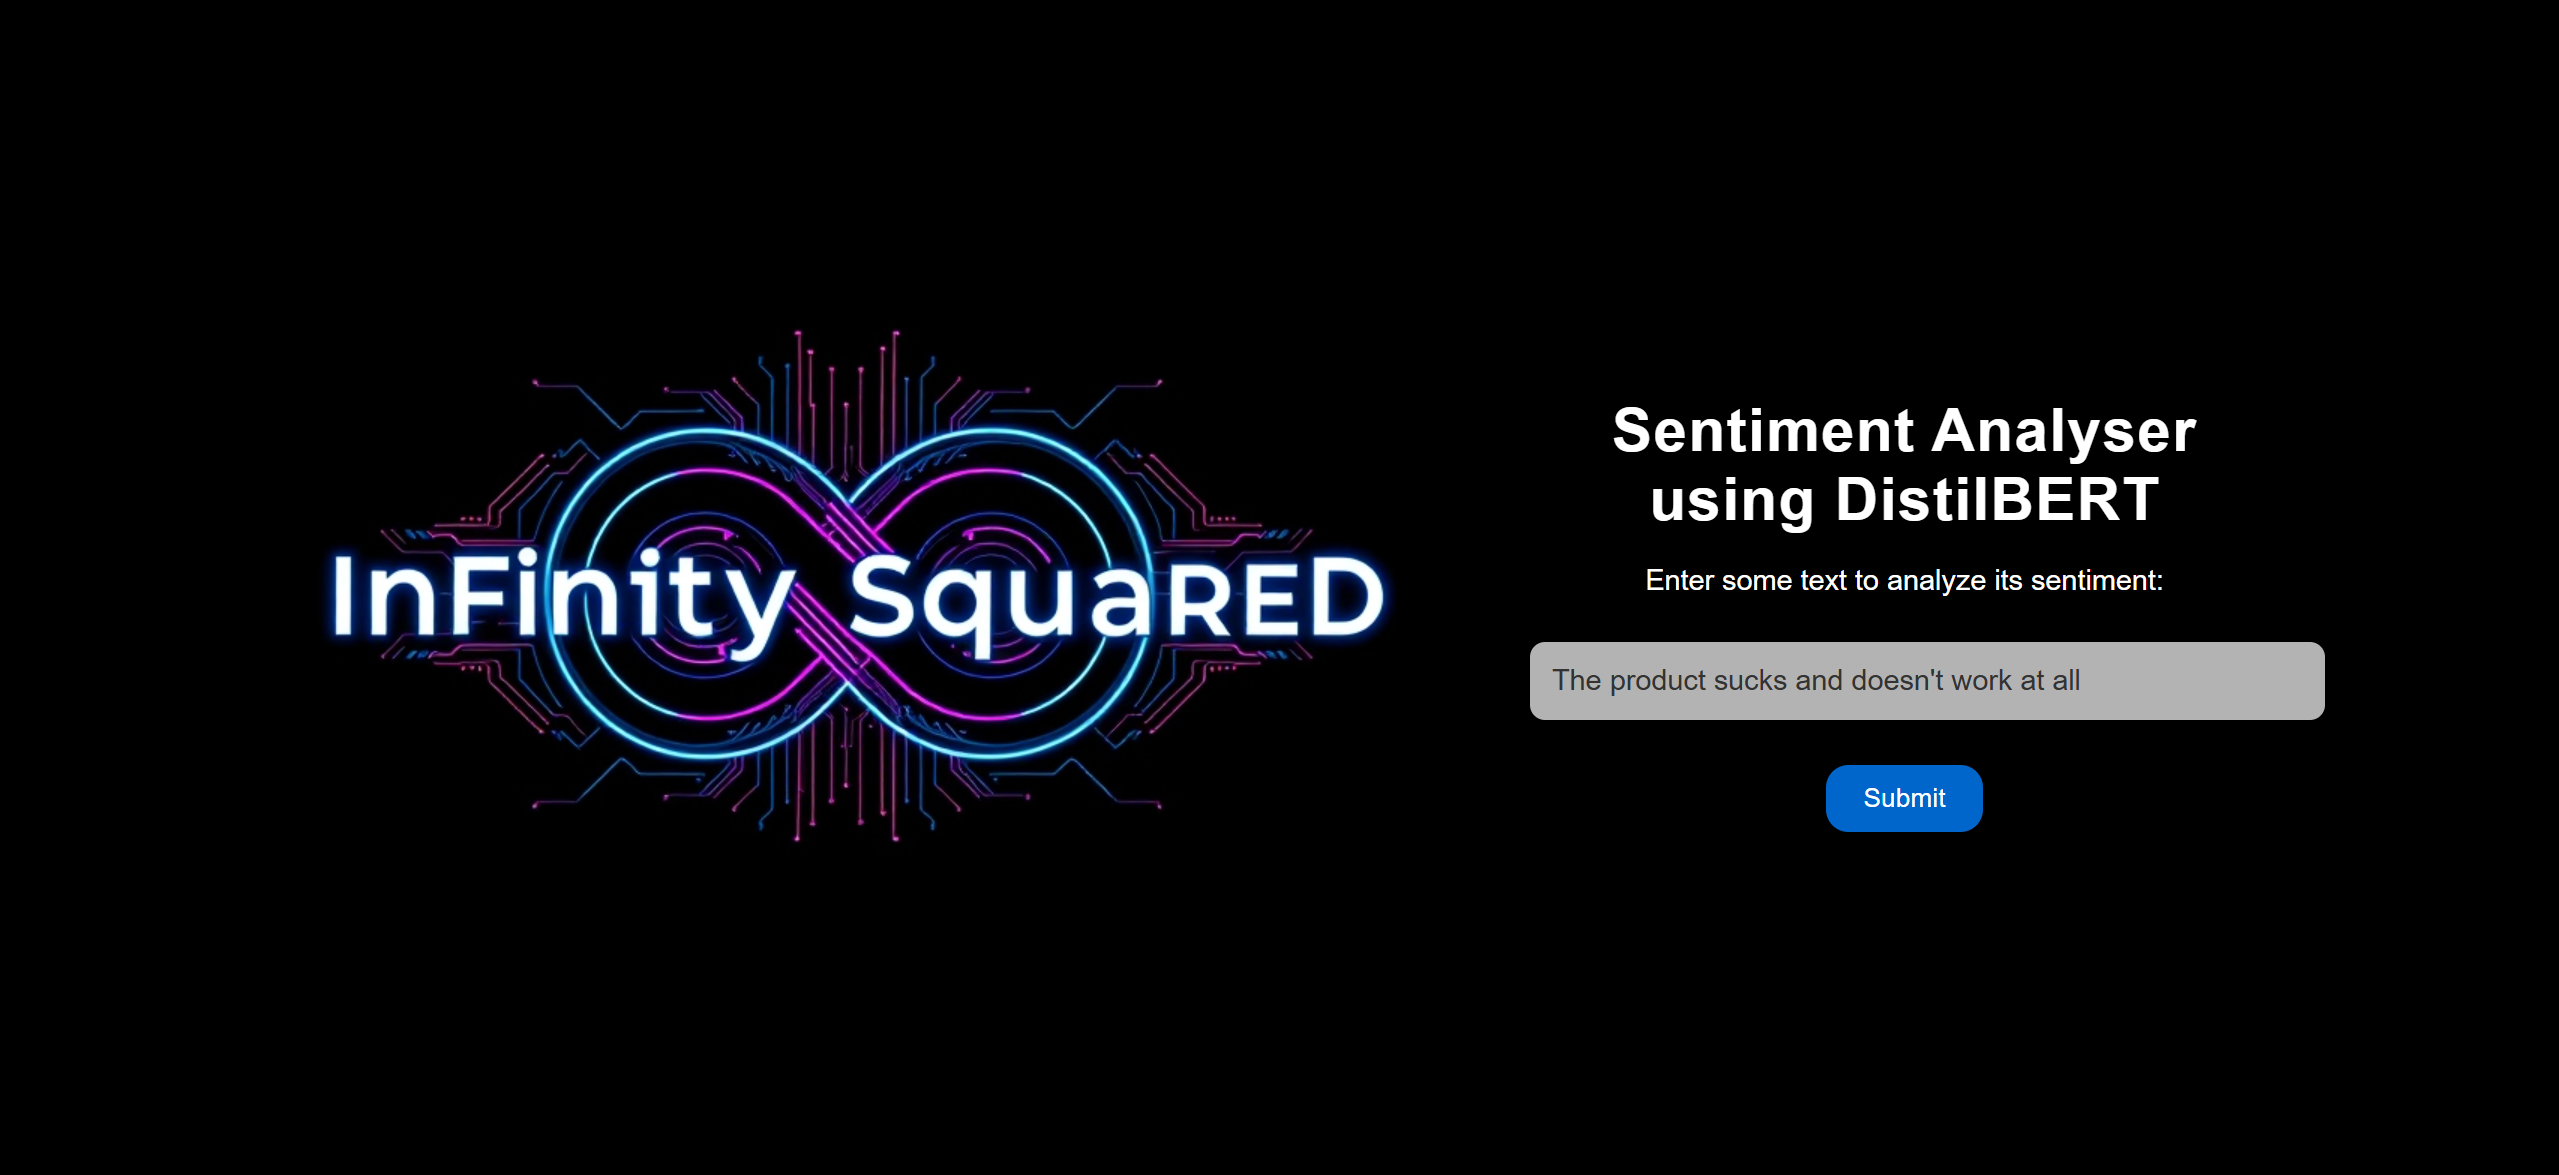 InFinity SquaRED
Sentiment Analyser
using DistilBERT
Enter some text to analyze its sentiment:
The product sucks and doesn't work at all
Submit